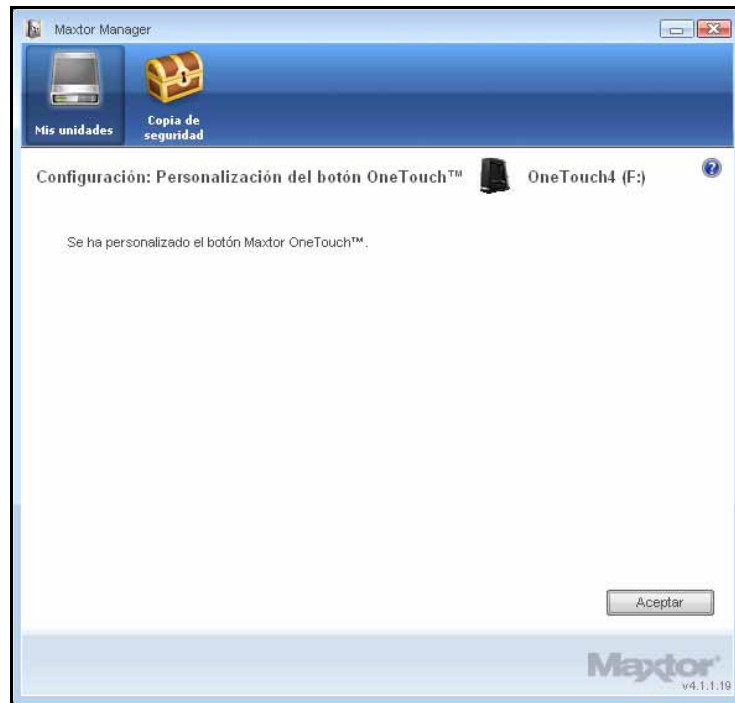 Maxtor Manager
Mis unidades
Copia de
seguridad
Configuración: Personalización del botón OneTouch™
OneTouch4 (F:)
?
Se ha personalizado el botón Maxtor OneTouch™.
Aceptar
Maxtor
v4.1.1.19